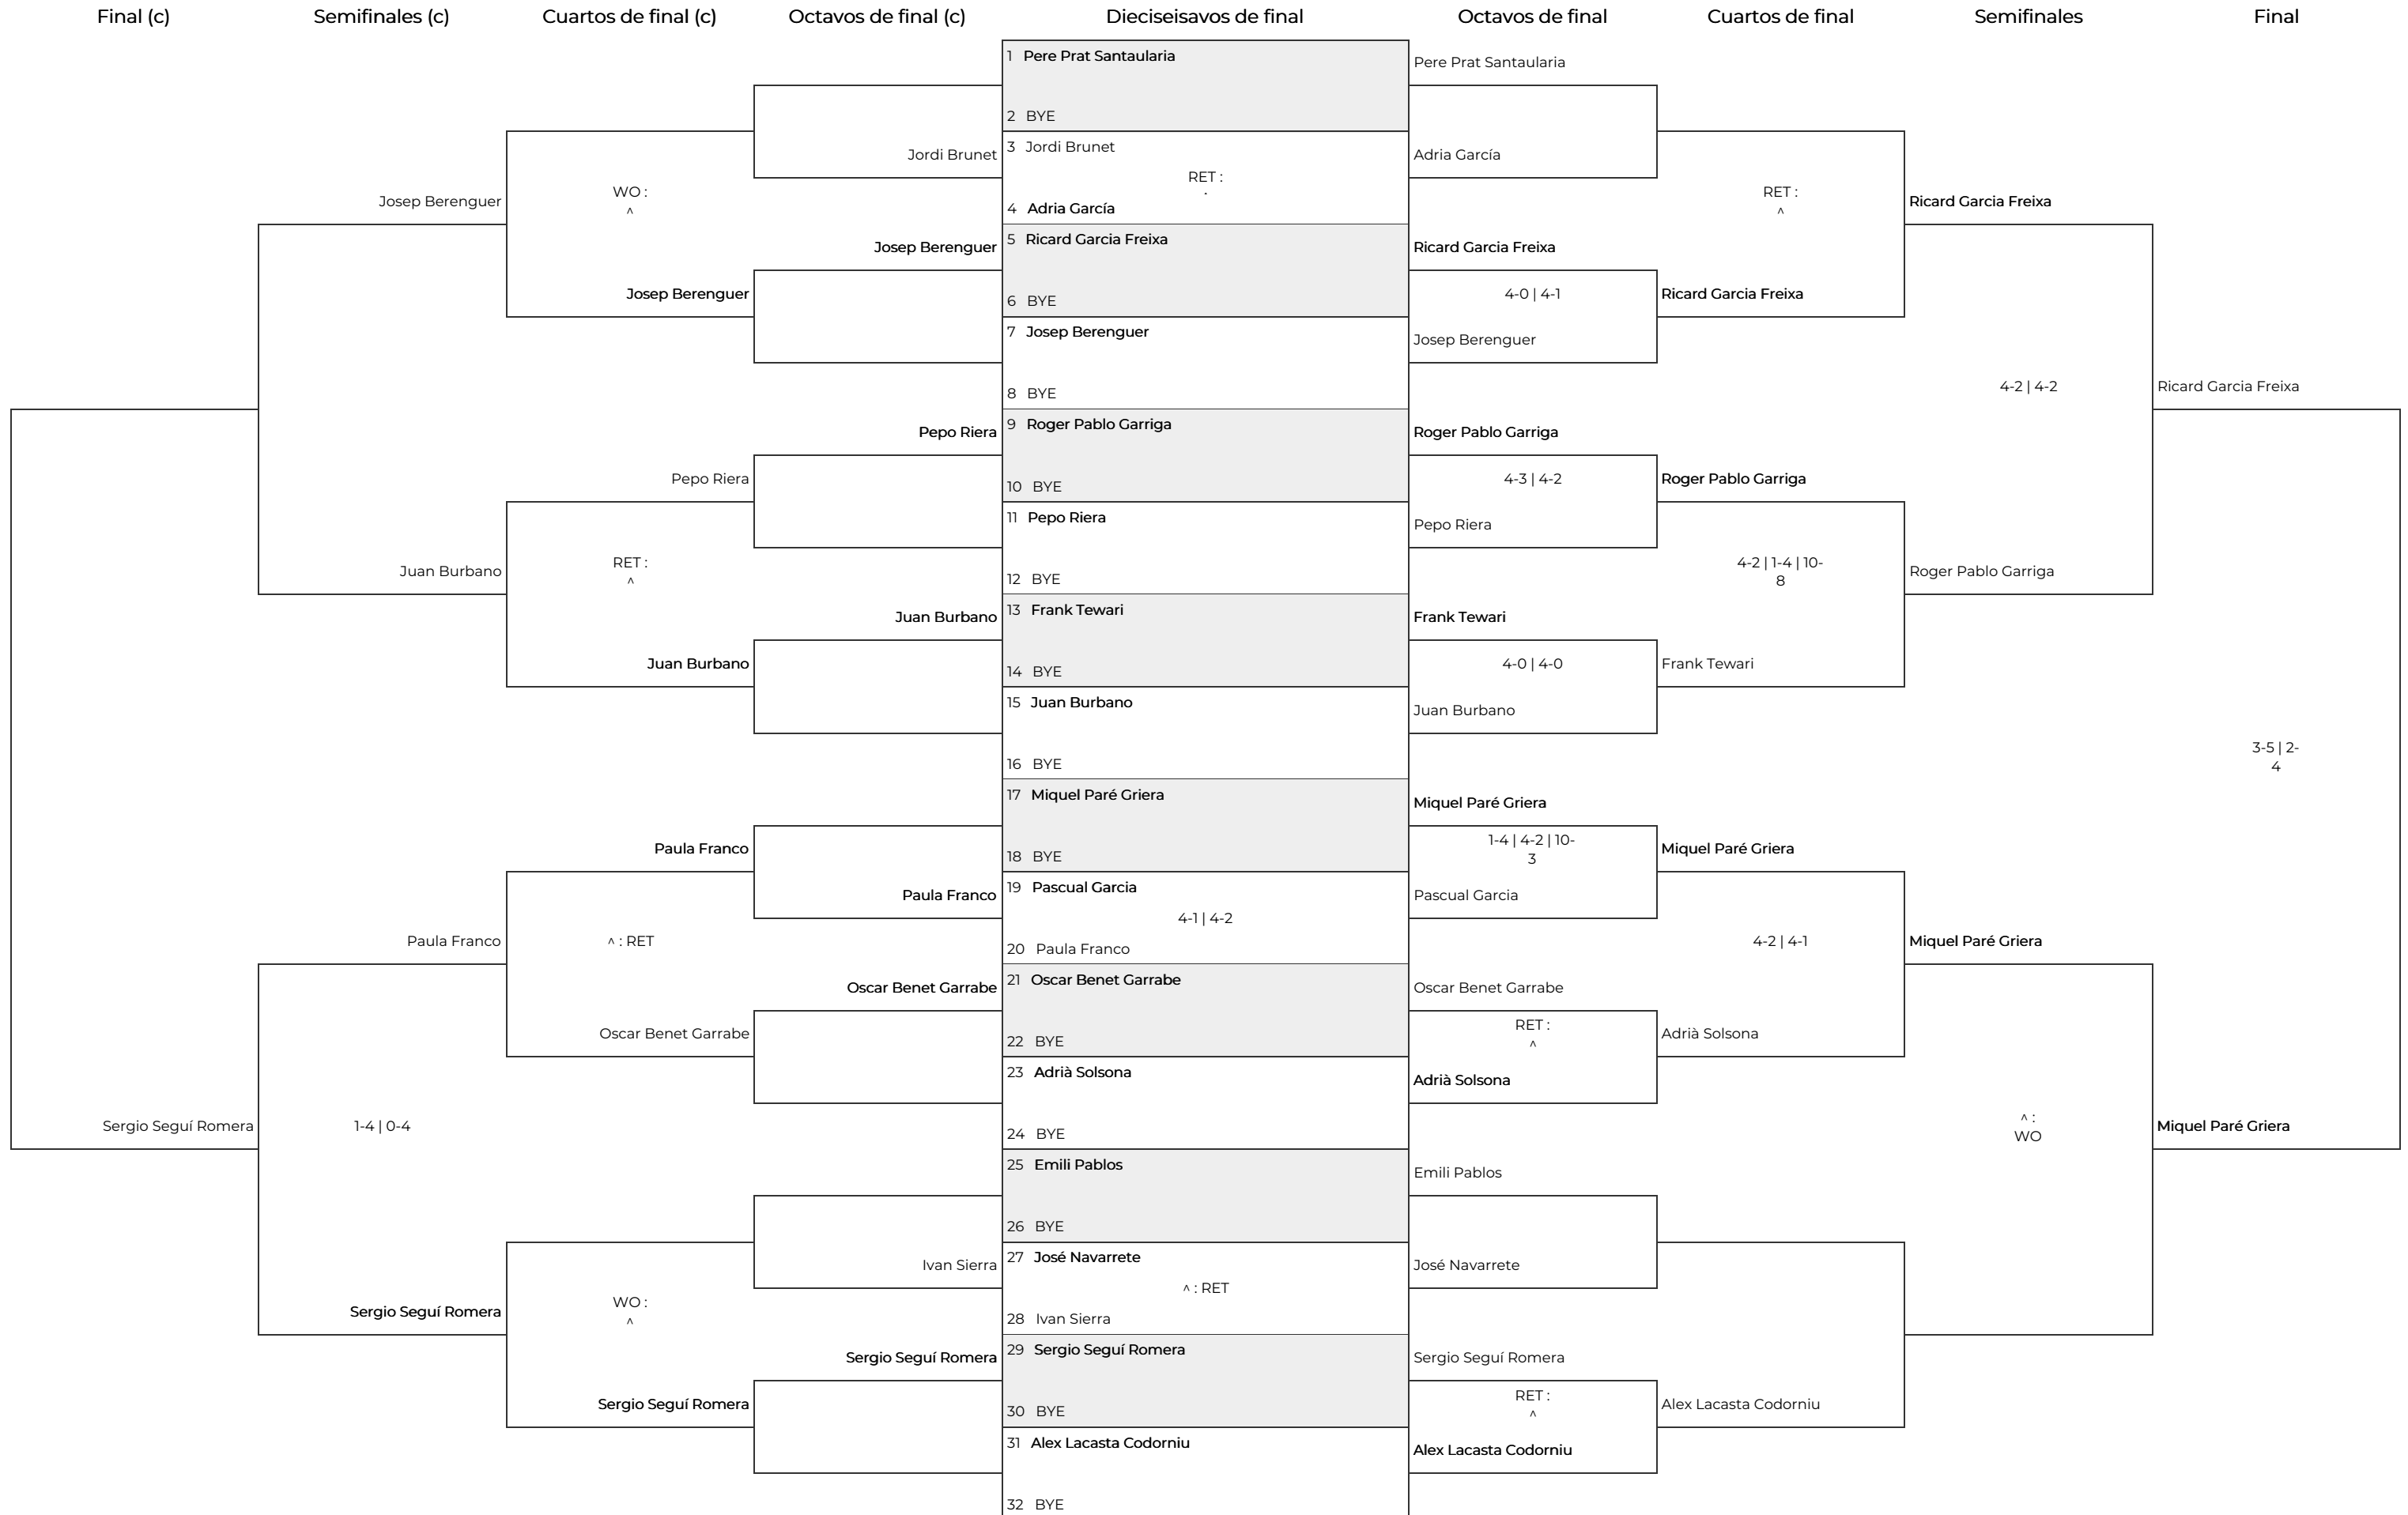 Final (c)
Semifinales (c)
Cuartos de final (c)
Octavos de final (c)
Dieciseisavos de final
Octavos de final
Cuartos de final
Semifinales
Final
Josep Berenguer
Juan Burbano
Paula Franco
Sergio Seguí Romera
Sergio Seguí Romera
1-4 | 0-4
WO :
^
Josep Berenguer
Pepo Riera
RET :
^
Juan Burbano
Paula Franco
^ : RET
Oscar Benet Garrabe
WO :
^
Sergio Seguí Romera
Jordi Brunet
Josep Berenguer
Pepo Riera
Juan Burbano
Paula Franco
Oscar Benet Garrabe
Ivan Sierra
Sergio Seguí Romera
1 Pere Prat Santaularia
2 BYE
3 Jordi Brunet
RET :
4 Adria García
5 Ricard Garcia Freixa
6 BYE
7 Josep Berenguer
8 BYE
9 Roger Pablo Garriga
10 BYE
11 Pepo Riera
12 BYE
13 Frank Tewari
14 BYE
15 Juan Burbano
16 BYE
17 Miquel Paré Griera
18 BYE
19 Pascual Garcia
4-1 | 4-2
20 Paula Franco
21 Oscar Benet Garrabe
22 BYE
23 Adrià Solsona
24 BYE
25 Emili Pablos
26 BYE
27 José Navarrete
^ : RET
28 Ivan Sierra
29 Sergio Seguí Romera
30 BYE
31 Alex Lacasta Codorniu
32 BYE
Pere Prat Santaularia
Adria García
Ricard Garcia Freixa
4-0 | 4-1
Josep Berenguer
Roger Pablo Garriga
4-3 | 4-2
Pepo Riera
Frank Tewari
4-0 | 4-0
Juan Burbano
Miquel Paré Griera
1-4 | 4-2 | 10-
3
Pascual Garcia
Oscar Benet Garrabe
RET :
^
Adrià Solsona
Emili Pablos
José Navarrete
Sergio Seguí Romera
RET :
^
Alex Lacasta Codorniu
RET :
^
Ricard Garcia Freixa
Roger Pablo Garriga
4-2 | 1-4 | 10-
8
Frank Tewari
Miquel Paré Griera
4-2 | 4-1
Adrià Solsona
Alex Lacasta Codorniu
Ricard Garcia Freixa
4-2 | 4-2
Roger Pablo Garriga
Miquel Paré Griera
^ :
WO
Ricard Garcia Freixa
3-5 | 2-
4
Miquel Paré Griera